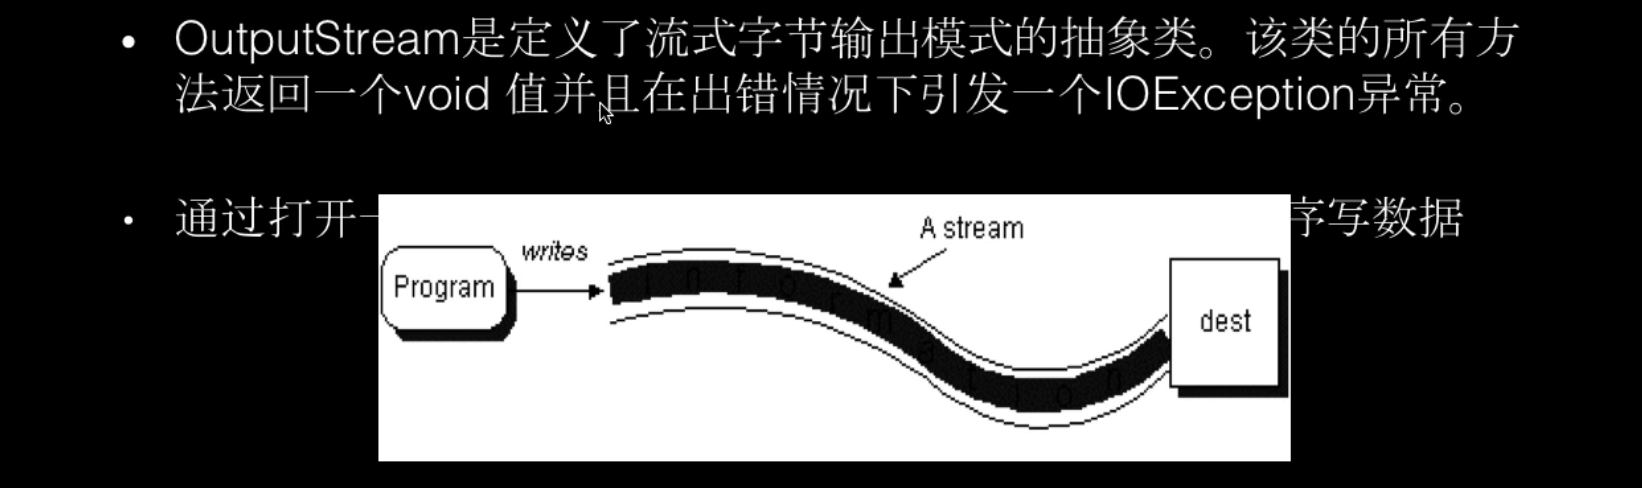 • OutputStream是定义了流式字节输出模式的抽象类。该类的所有方
法返回一个void 值并且在出错情况下引发一个IOException异常。
• 通过打开一 序写数据
A stream
writes
Program
information
dest